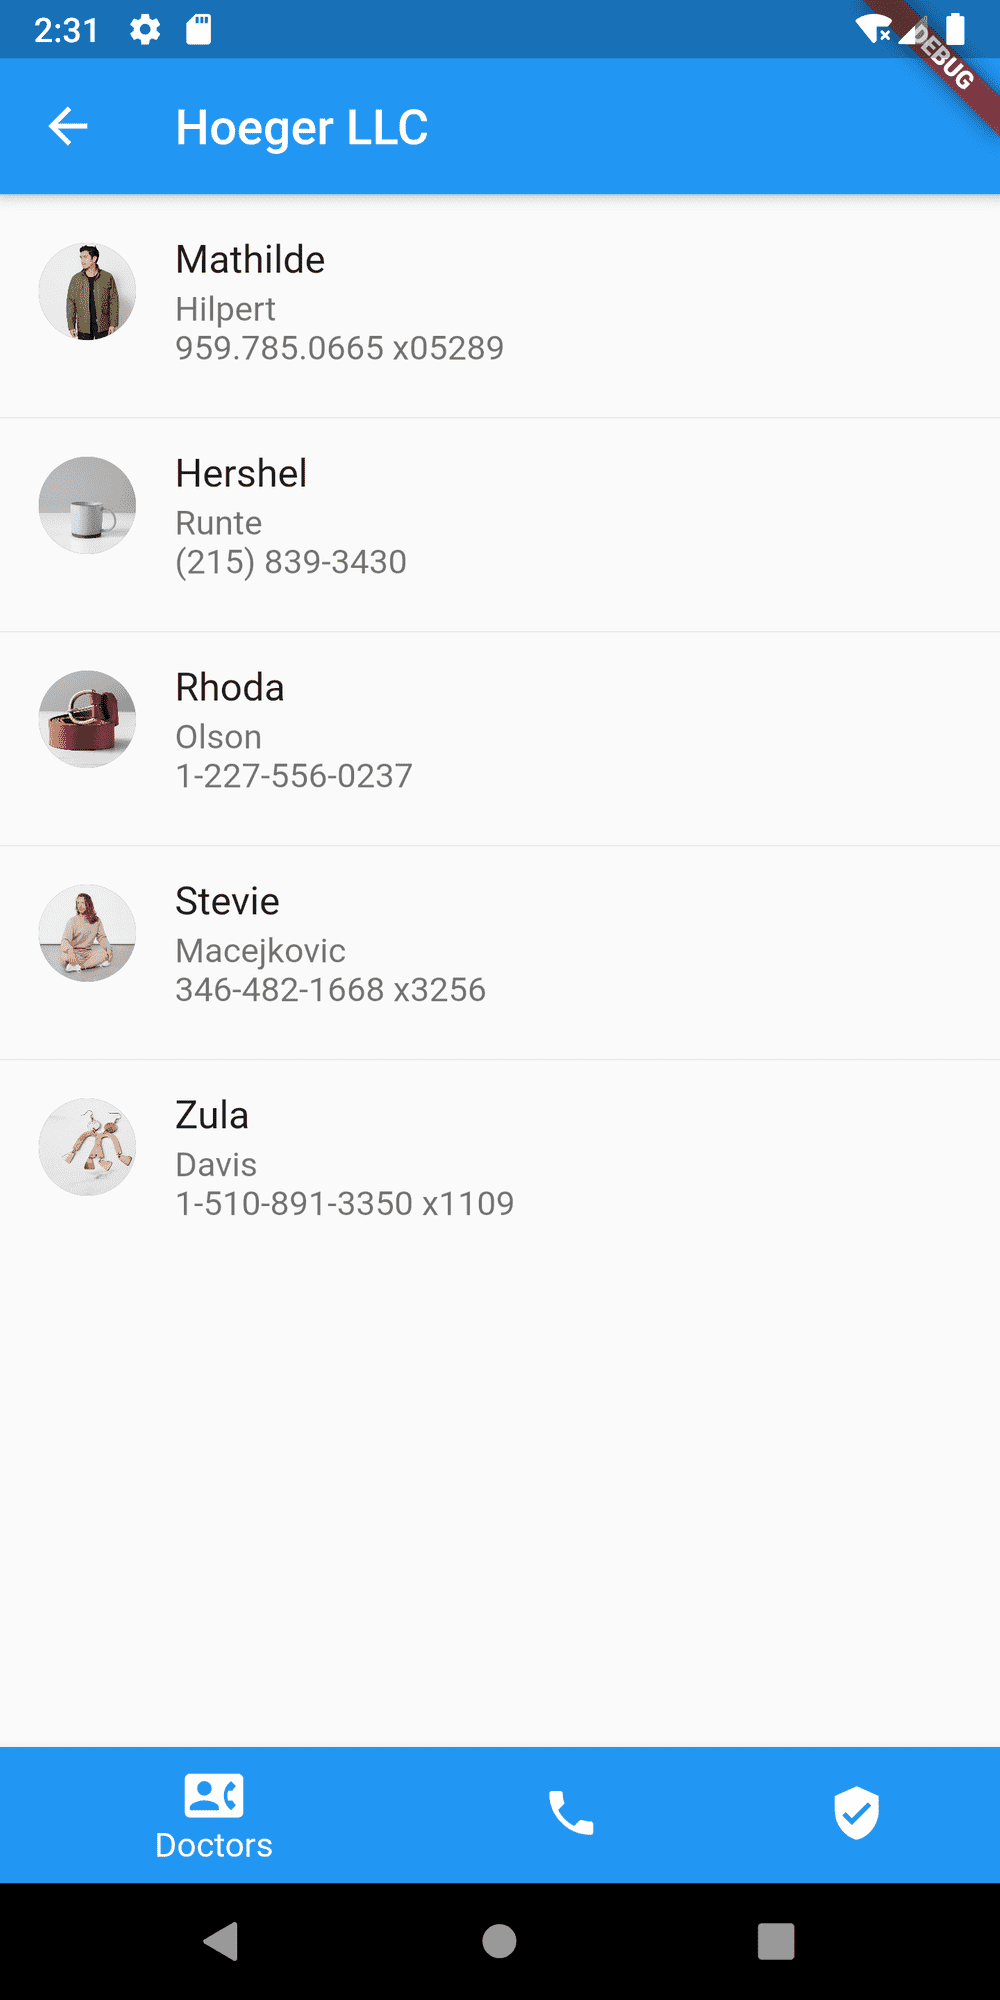 2:31
DEBUG
Hoeger LLC
Mathilde
Hilpert
959.785.0665 x05289
Hershel
Runte
(215) 839-3430
Rhoda
Olson
1-227-556-0237
Stevie
Macejkovic
346-482-1668 x3256
Zula
Davis
1-510-891-3350 x1109
Doctors